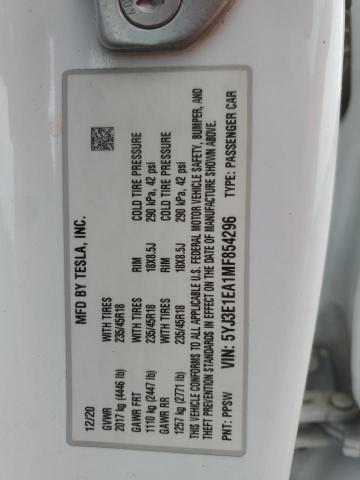 MFD BY TESLA, INC.
12/20
GVWR WITH TIRES RIM COLD TIRE PRESSURE
2017 kg (4446 lb) 235/45R18 18X8.5J 290 kPa, 42 psi
GAWR FRT WITH TIRES RIM COLD TIRE PRESSURE
1110 kg (2447 lb) 235/45R18 18X8.5J 290 kPa, 42 psi
GAWR RR
1257 kg (2771 lb) 235/45R18
THIS VEHICLE CONFORMS TO ALL APPLICABLE U.S. FEDERAL MOTOR VEHICLE SAFETY, BUMPER, AND
THEFT PREVENTION STANDARDS IN EFFECT ON THE DATE OF MANUFACTURE SHOWN ABOVE.
VIN: 5YJ3E1EA1MF854296 TYPE: PASSENGER CAR
PNT: PPSW